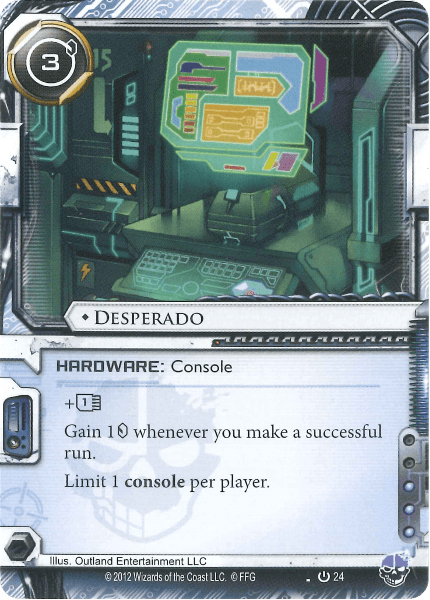 3
15
7
◆ DESPERADO
HARDWARE: Console
+1
Gain 1 whenever you make a successful
run.
Limit 1 console per player.
Illus. Outland Entertainment LLC
© 2012 Wizards of the Coast LLC. © FFG
24